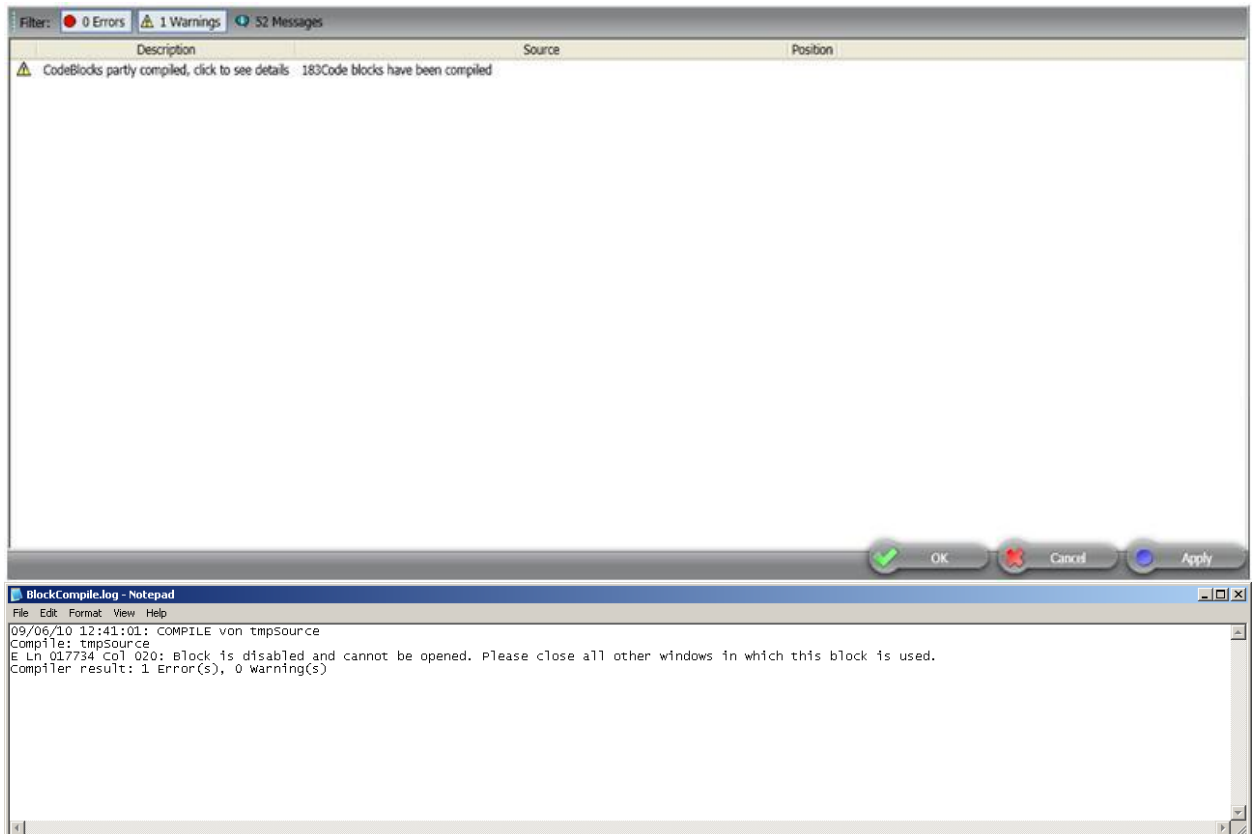 Filter: 0 Errors 1 Warnings 52 Messages
Description Source Position
CodeBlocks partly compiled, click to see details 183Code blocks have been compiled
OK Cancel Apply
BlockCompile.log - Notepad
File Edit Format View Help
09/06/10 12:41:01: COMPILE von tmpSource
Compile: tmpSource
E Ln 017734 Col 020: Block is disabled and cannot be opened. Please close all other windows in which this block is used.
Compiler result: 1 Error(s), 0 Warning(s)